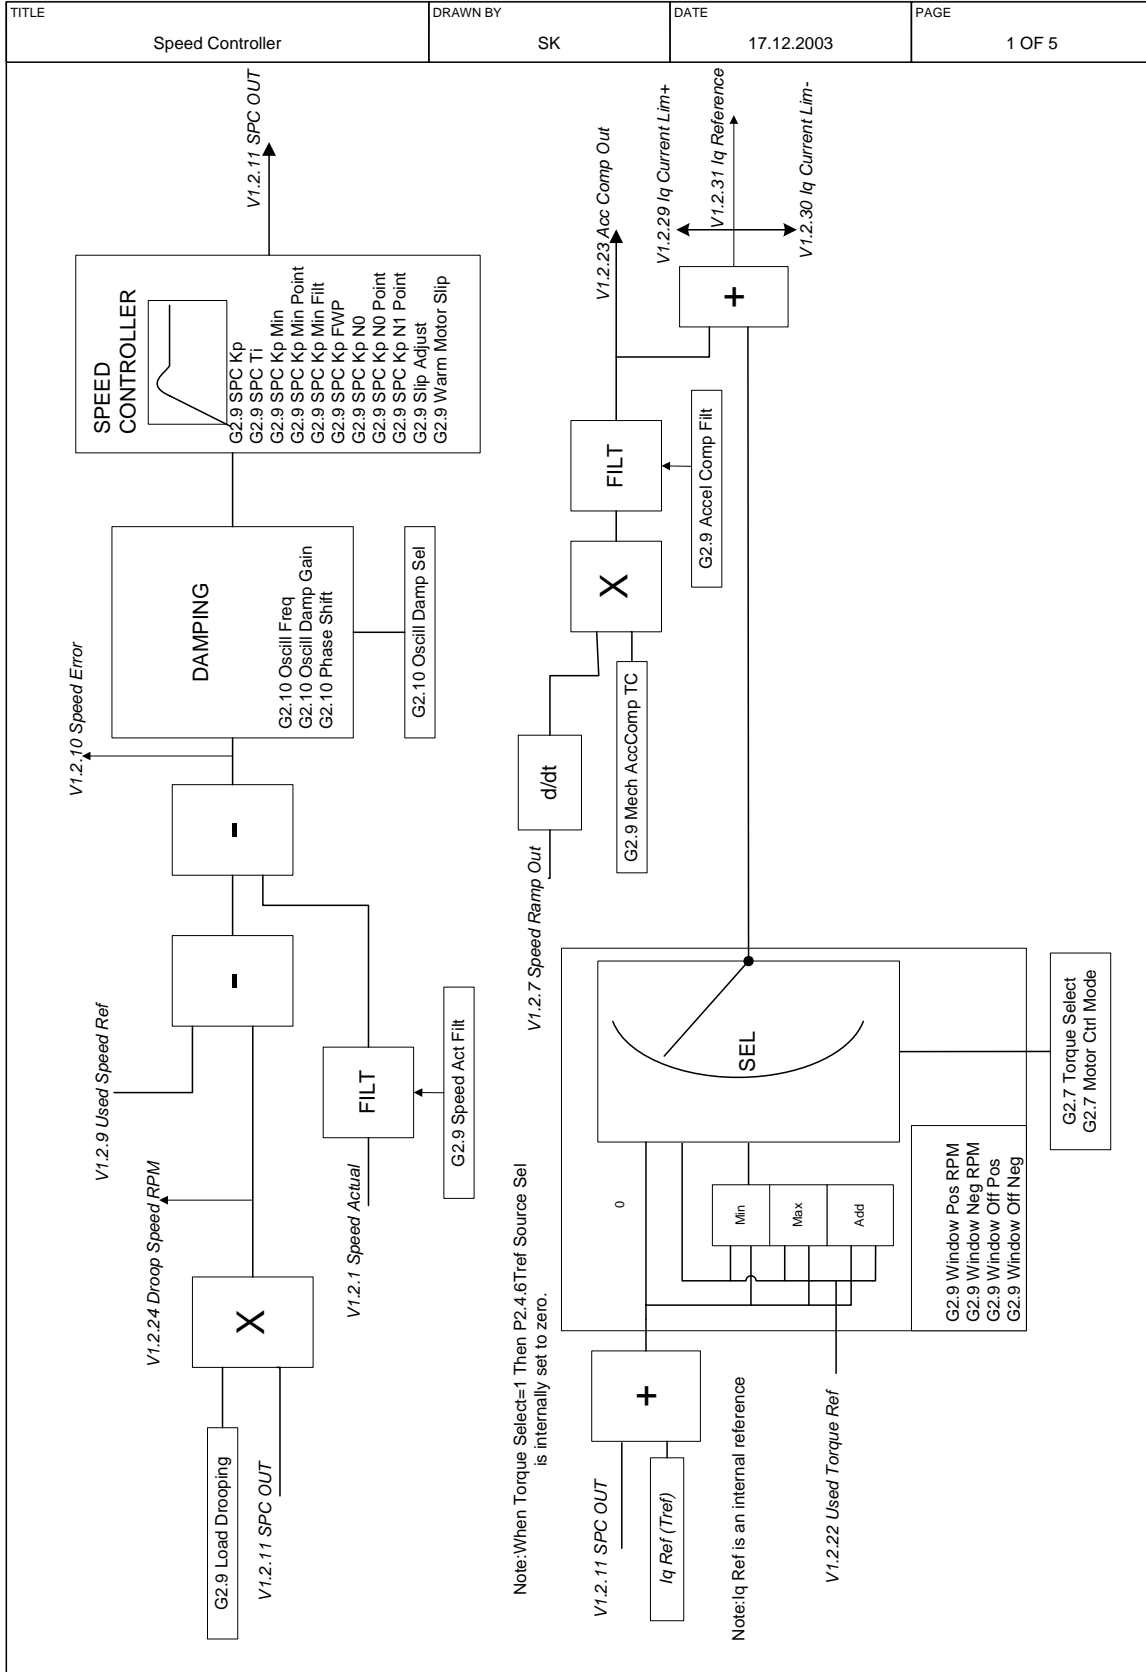 TITLE
Speed Controller
DRAWN BY
SK
DATE
17.12.2003
PAGE
1 OF 5
G2.9 Load Drooping
V1.2.11 SPC OUT
X
V1.2.24 Droop Speed RPM
V1.2.9 Used Speed Ref
-
V1.2.1 Speed Actual
FILT
G2.9 Speed Act Filt
-
V1.2.10 Speed Error
DAMPING
G2.10 Oscill Freq
G2.10 Oscill Damp Gain
G2.10 Phase Shift
G2.10 Oscill Damp Sel
SPEED
CONTROLLER
G2.9 SPC Kp
G2.9 SPC Ti
G2.9 SPC Kp Min
G2.9 SPC Kp Min Point
G2.9 SPC Kp Min Filt
G2.9 SPC Kp FWP
G2.9 SPC Kp N0
G2.9 SPC Kp N0 Point
G2.9 SPC Kp N1 Point
G2.9 Slip Adjust
G2.9 Warm Motor Slip
V1.2.11 SPC OUT
Note:When Torque Select=1 Then P2.4.6Tref Source Sel
is internally set to zero.
V1.2.11 SPC OUT
Iq Ref (Tref)
+
Note:Iq Ref is an internal reference
V1.2.22 Used Torque Ref
0
Min
Max
Add
SEL
G2.9 Window Pos RPM
G2.9 Window Neg RPM
G2.9 Window Off Pos
G2.9 Window Off Neg
G2.7 Torque Select
G2.7 Motor Ctrl Mode
V1.2.7 Speed Ramp Out
d/dt
G2.9 Mech AccComp TC
X
FILT
G2.9 Accel Comp Filt
V1.2.23 Acc Comp Out
+
V1.2.29 Iq Current Lim+
V1.2.31 Iq Reference
V1.2.30 Iq Current Lim-